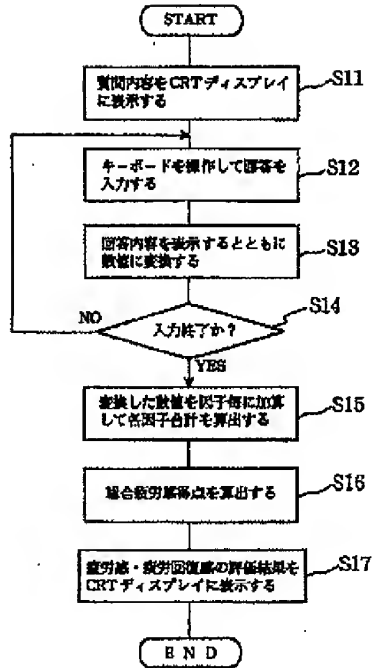 START
質問内容をCRTディスプレイ
に表示する
S11
キーボードを操作して回答を
入力する
S12
回答内容を表示するとともに
数値に変換する
S13
入力終了か？
S14
NO
YES
変換した数値を因子毎に加算
して各因子合計を算出する
S15
総合疲労感得点を算出する
S16
疲労感・疲労回復感の評価結果を
CRTディスプレイに表示する
S17
END